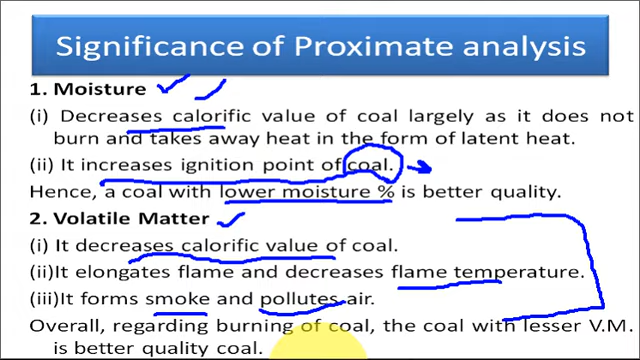 Significance of Proximate analysis
1. Moisture
(i) Decreases calorific value of coal largely as it does not
burn and takes away heat in the form of latent heat.
(ii) It increases ignition point of coal.
Hence, a coal with lower moisture % is better quality.
2. Volatile Matter
(i) It decreases calorific value of coal.
(ii)It elongates flame and decreases flame temperature.
(iii)It forms smoke and pollutes air.
Overall, regarding burning of coal, the coal with lesser V.M.
is better quality coal.